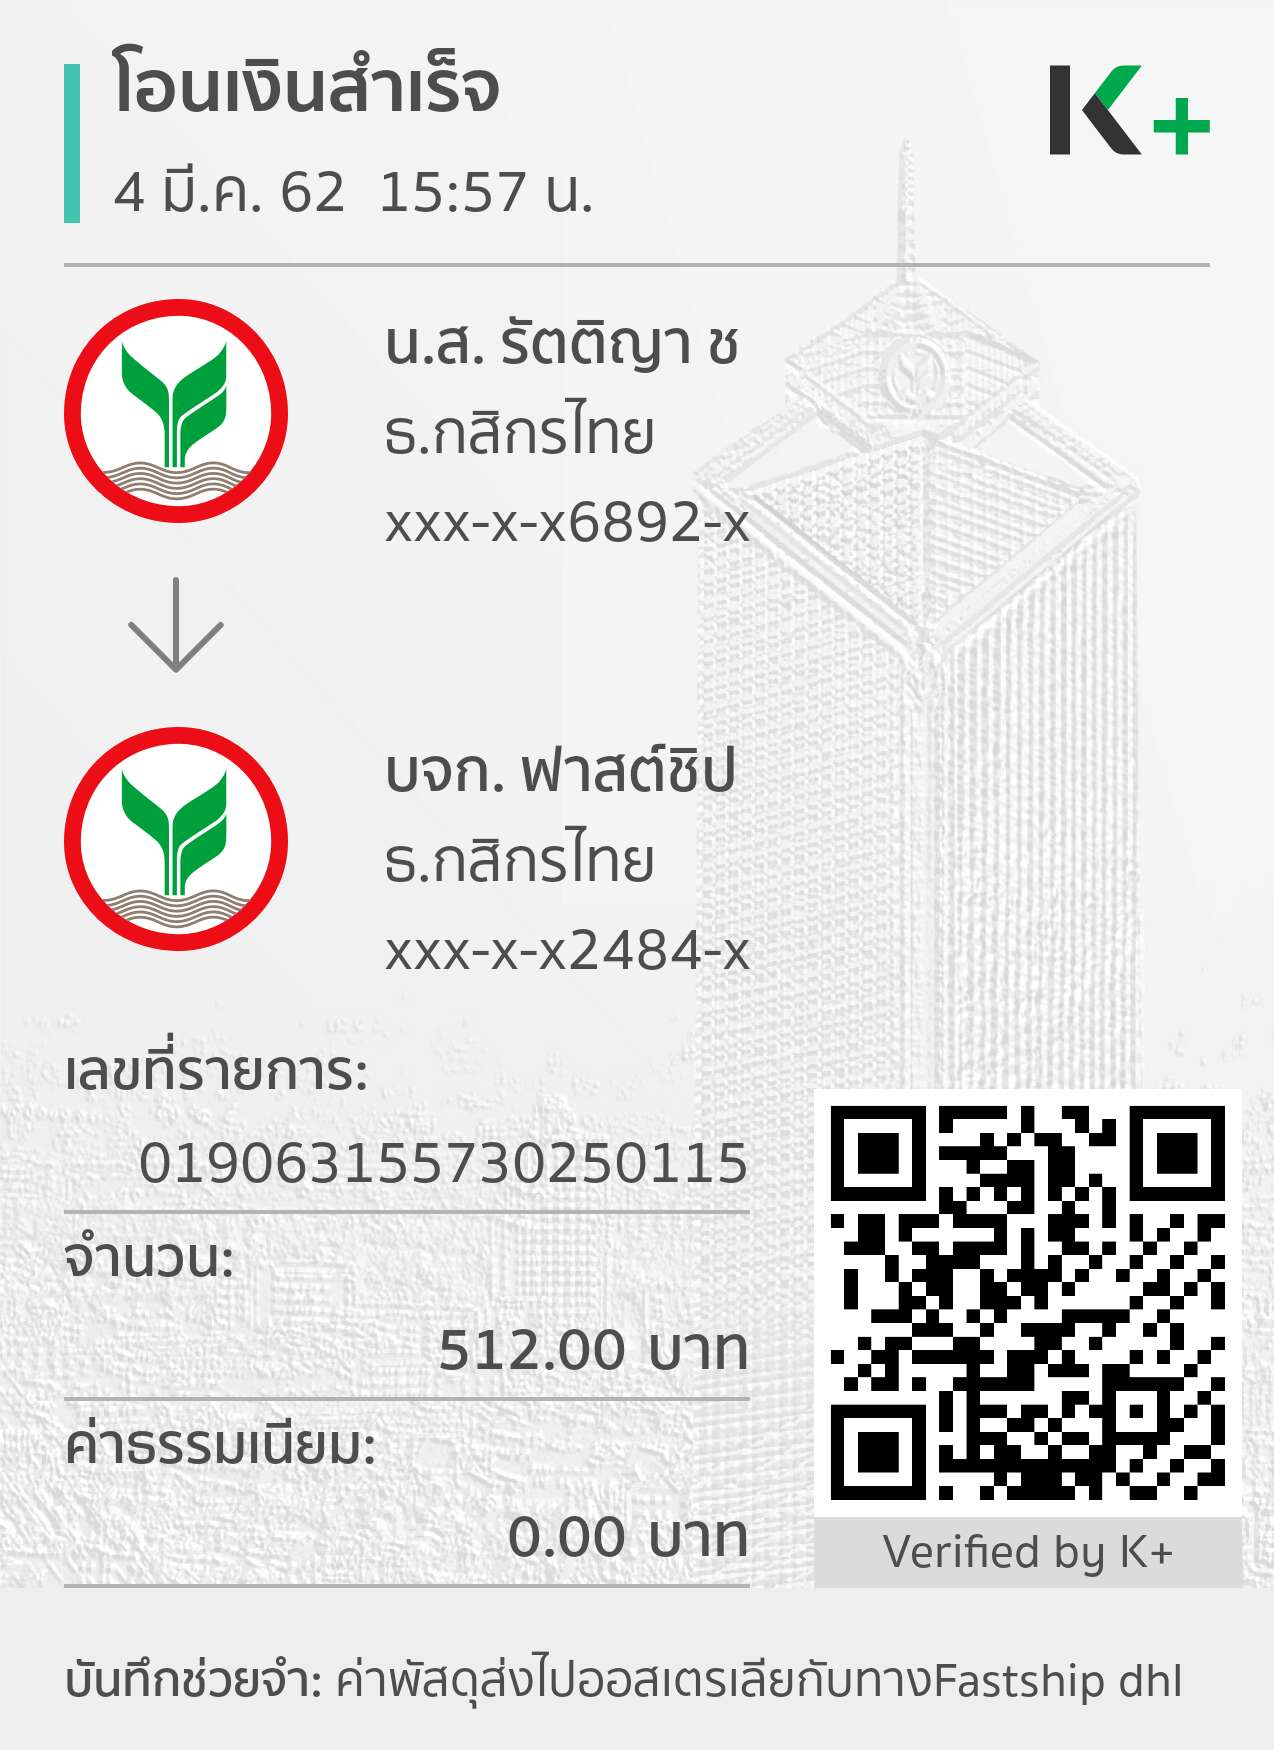 โอนเงินสำเร็จ
4 มี.ค. 62 15:57 น.
K+
น.ส. รัตติญา ช
ธ.กสิกรไทย
xxx-x-x6892-x
บจก. ฟาสต์ชิป
ธ.กสิกรไทย
xxx-x-x2484-x
เลขที่รายการ:
019063155730250115
จำนวน:
512.00 บาท
ค่าธรรมเนียม:
0.00 บาท
Verified by K+
บันทึกช่วยจำ: ค่าพัสดุส่งไปออสเตรเลียกับทางFastship dhl